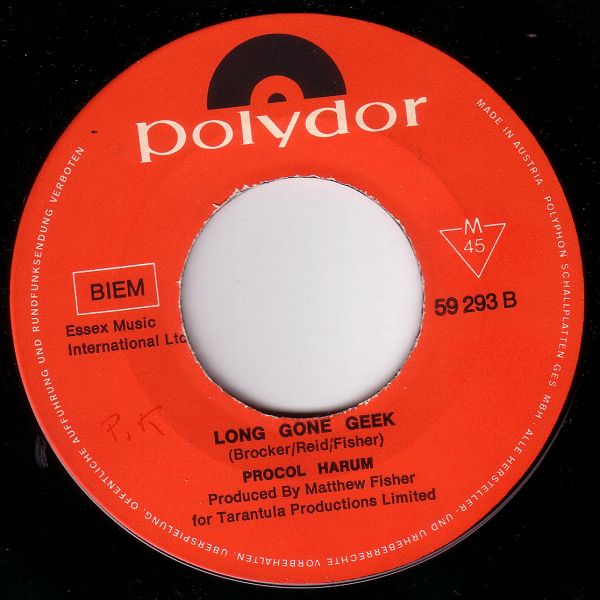 polydor
MADE IN AUSTRIA · POLYPHON SCHALLPLATTEN GES. MBH · ALLE HERSTELLER- UND URHEBERRECHTE VORBEHALTEN. ÜBERSPIELUNG, ÖFFENTLICHE AUFFÜHRUNG UND RUNDFUNKSENDUNG VERBOTEN
M
45
BIEM
59 293 B
Essex Music
International Ltd
P. K
LONG GONE GEEK
(Brocker/Reid/Fisher)
PROCOL HARUM
Produced By Matthew Fisher
for Tarantula Productions Limited